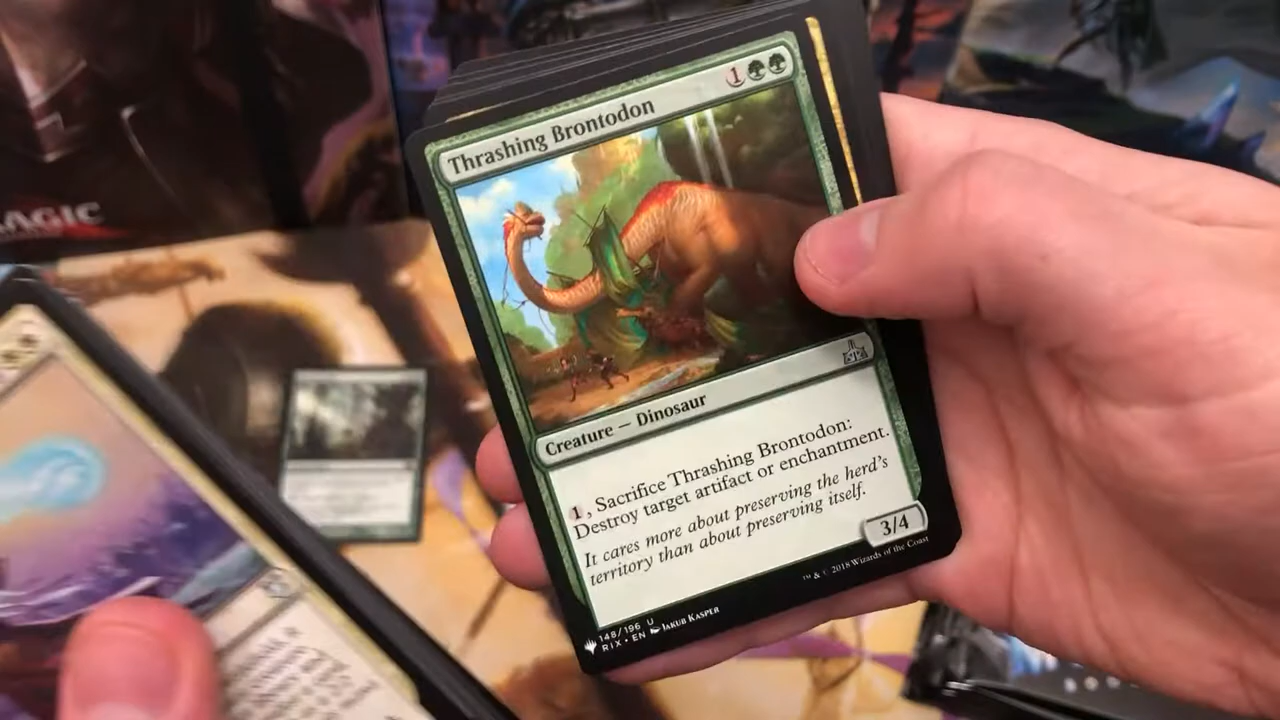 MAGIC
Thrashing Brontodon
1
Creature — Dinosaur
1, Sacrifice Thrashing Brontodon:
Destroy target artifact or enchantment.
It cares more about preserving the herd's
territory than about preserving itself.
3/4
148/196 U
RIX • EN Jakub Kasper
™ & © 2018 Wizards of the Coast